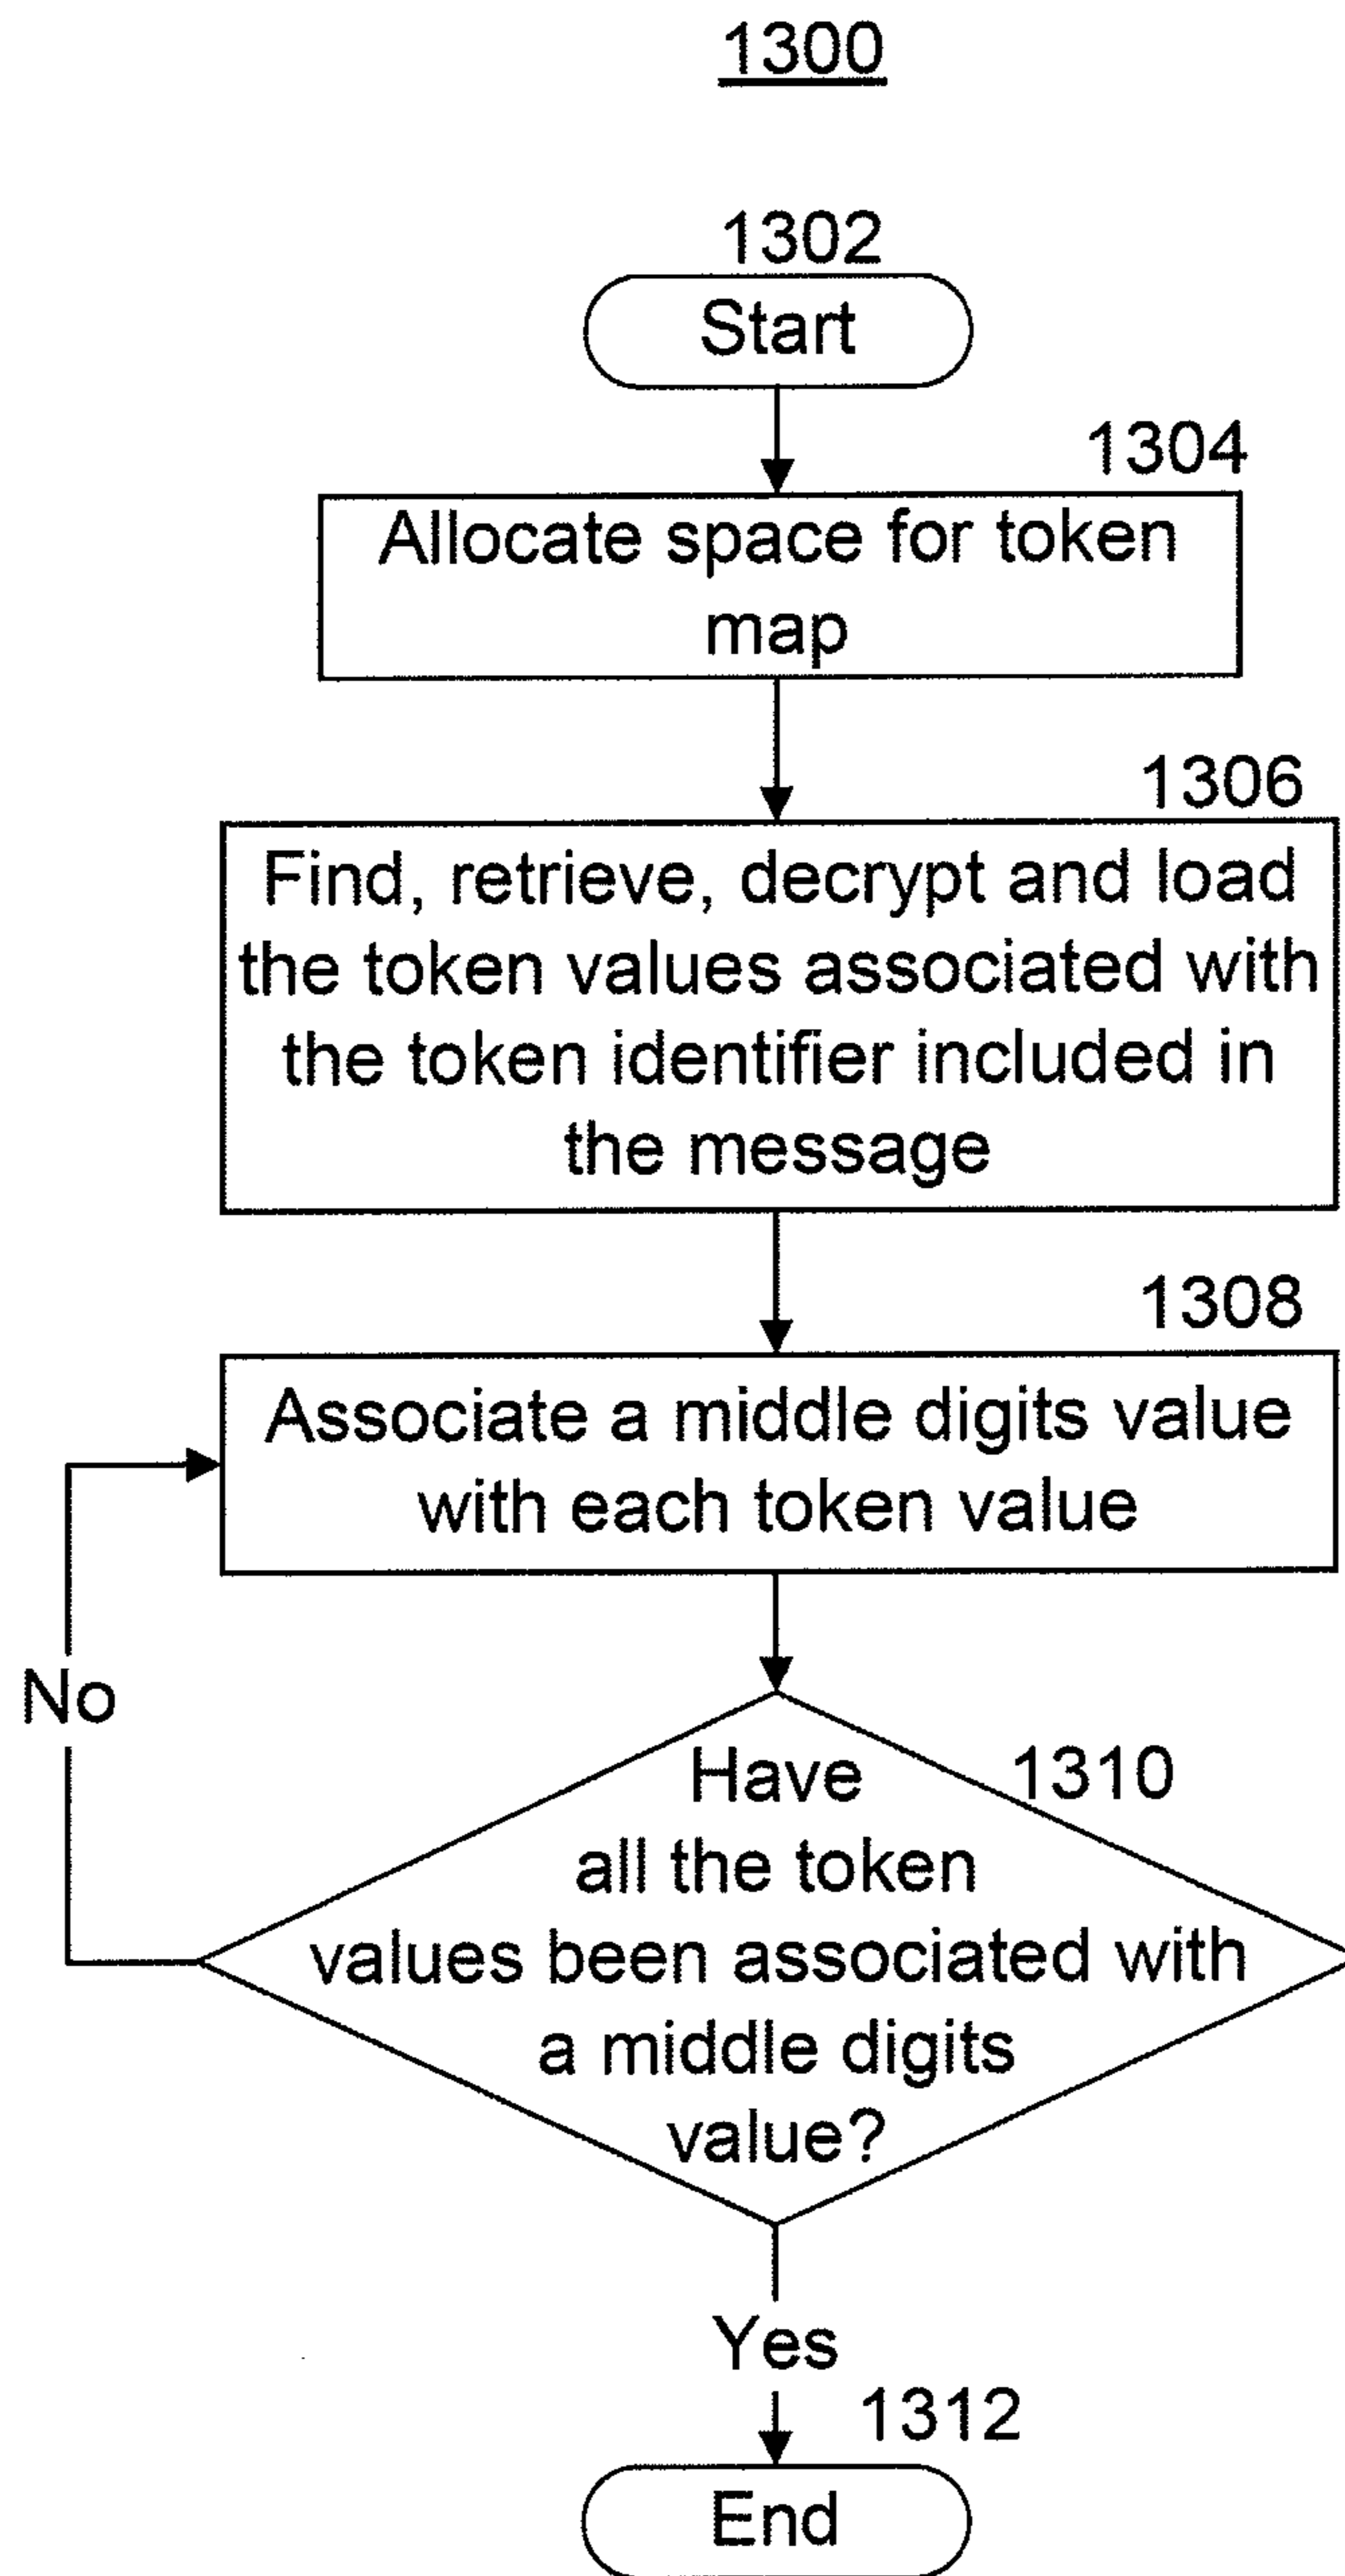 1300
1302
Start
1304
Allocate space for token
map
1306
Find, retrieve, decrypt and load
the token values associated with
the token identifier included in
the message
1308
Associate a middle digits value
with each token value
No
Have
1310
all the token
values been associated with
a middle digits
value?
Yes
1312
End